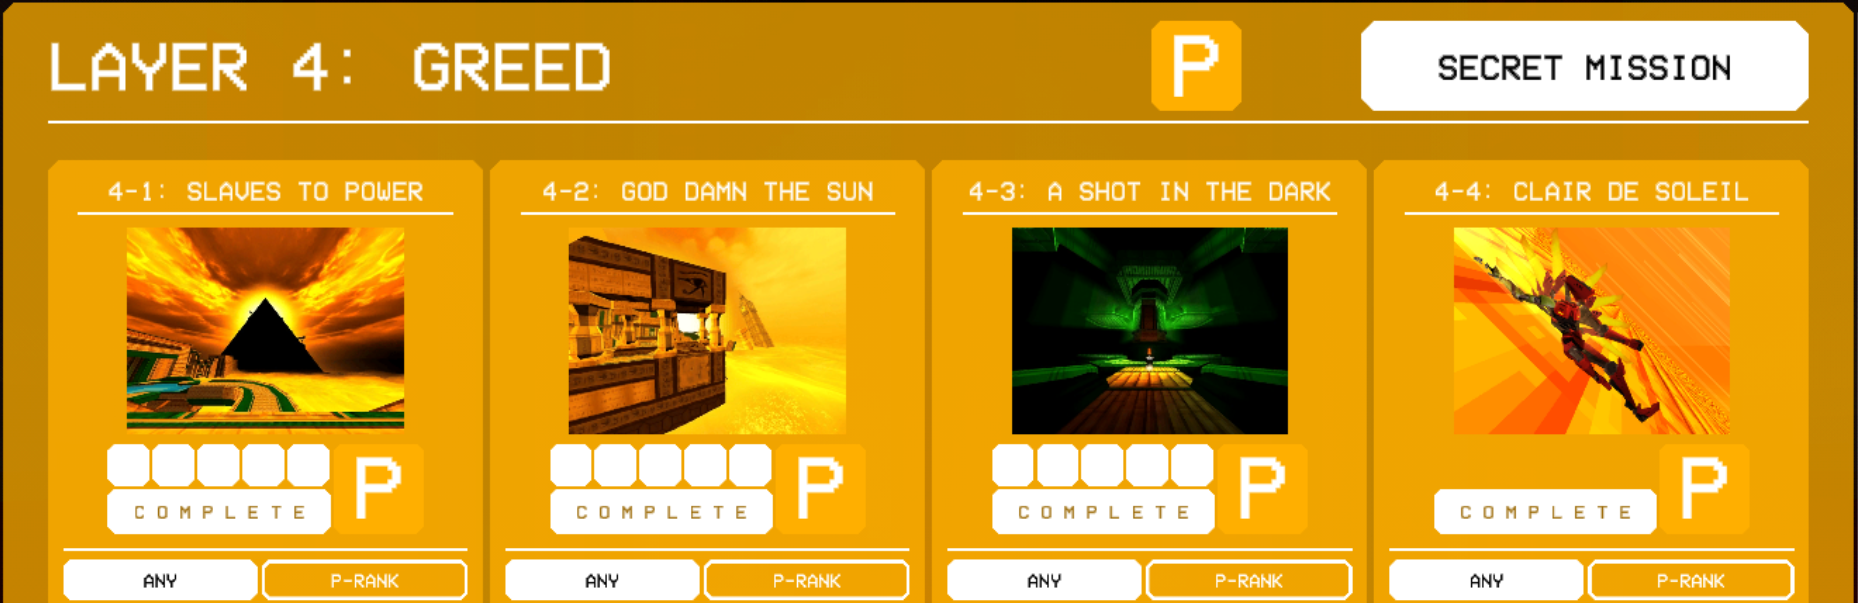 LAYER 4: GREED
P
SECRET MISSION
4-1: SLAVES TO POWER
4-2: GOD DAMN THE SUN
4-3: A SHOT IN THE DARK
4-4: CLAIR DE SOLEIL
COMPLETE
P
COMPLETE
P
COMPLETE
P
COMPLETE
P
ANY
P-RANK
ANY
P-RANK
ANY
P-RANK
ANY
P-RANK